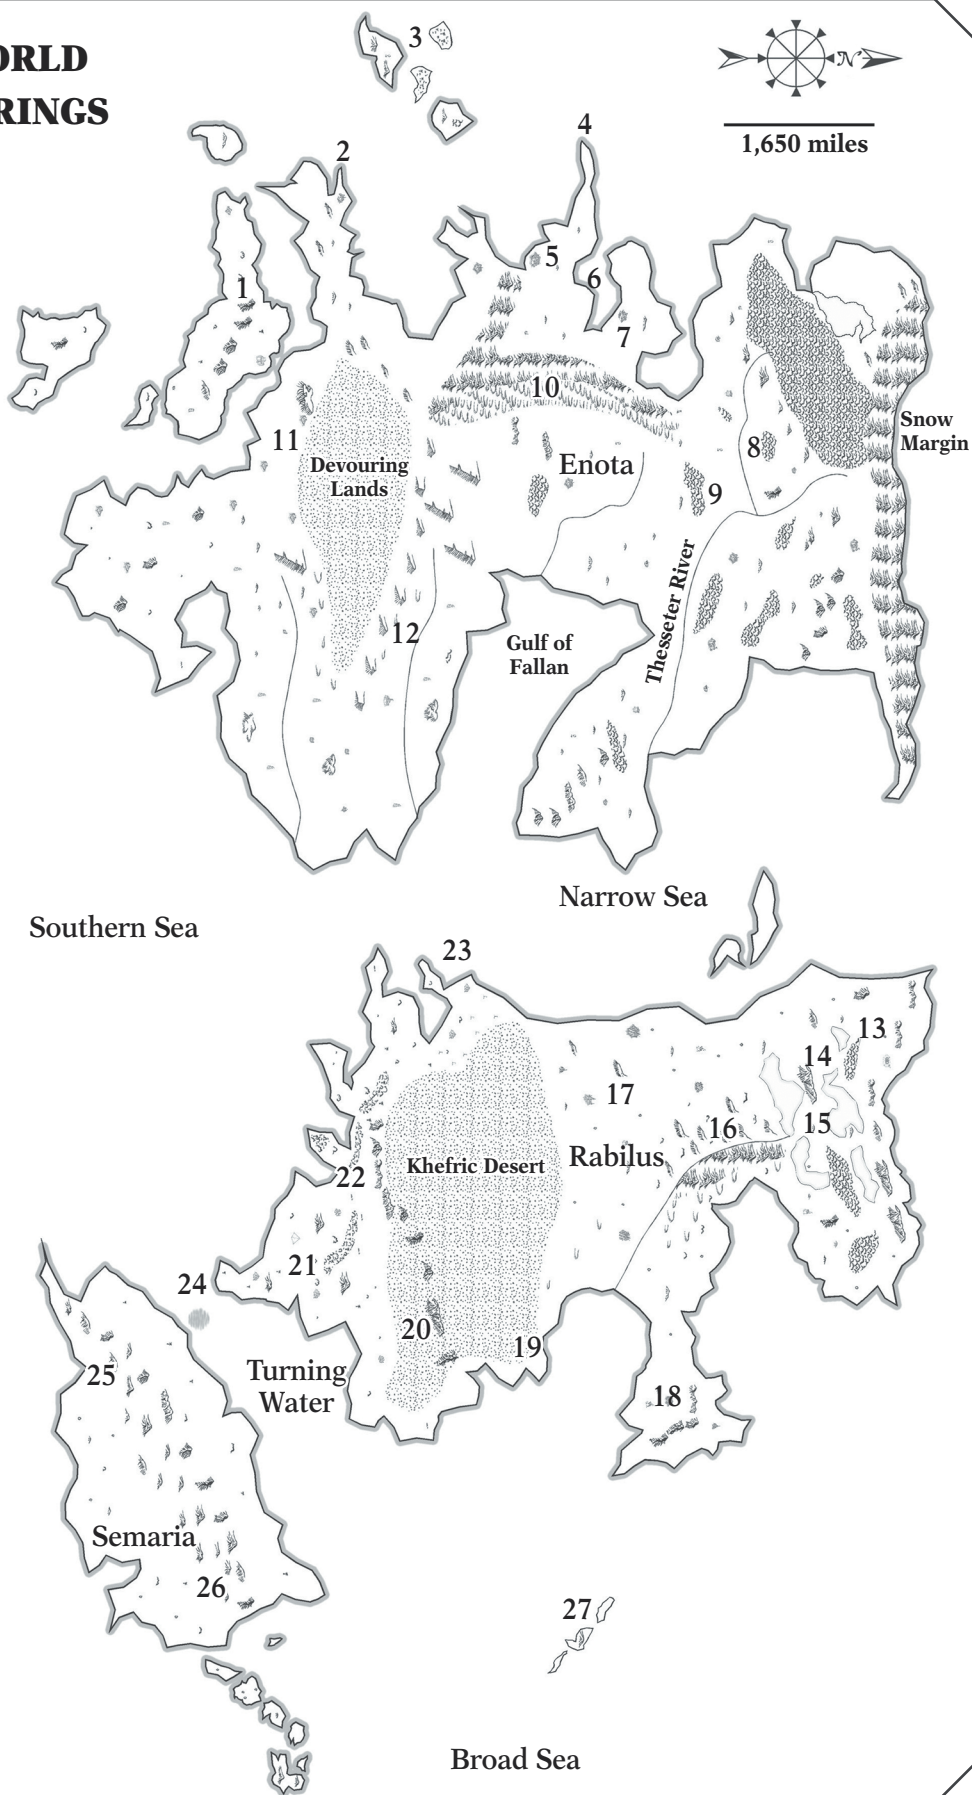 ORLD
RINGS
N
1,650 miles
3
4
2
5
6
1
7
10
Snow
Margin
11
8
Devouring
Lands
Enota
9
Thesseter River
12
Gulf of
Fallan
Narrow Sea
Southern Sea
23
13
14
17
15
16
Rabilus
Khefric Desert
22
21
24
20
19
Turning
Water
25
18
Semaria
26
27
Broad Sea